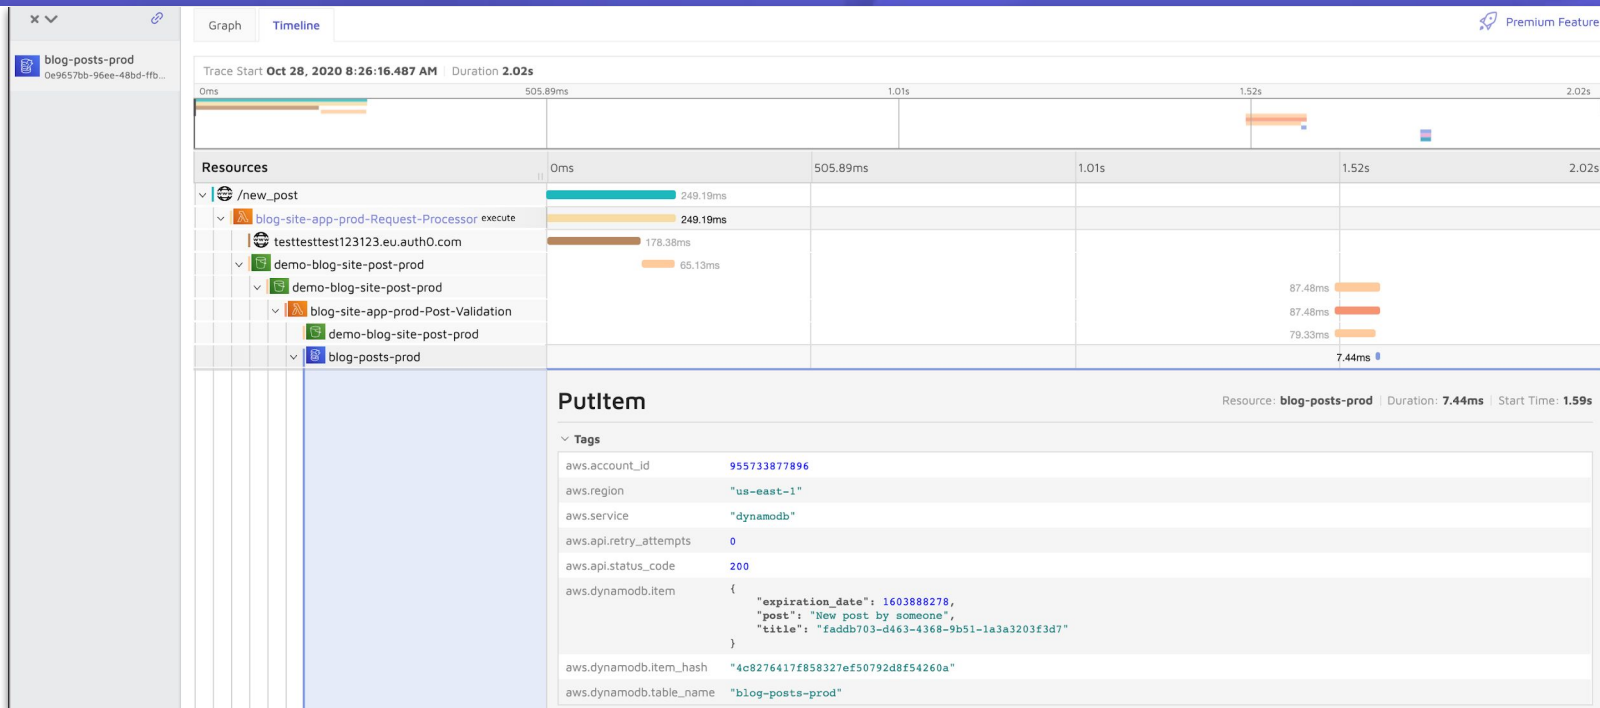 Graph Timeline Premium Feature
blog-posts-prod
0e9657bb-96ee-48bd-ffb...
Trace Start Oct 28, 2020 8:26:16.487 AM Duration 2.02s
0ms 505.89ms 1.01s 1.52s 2.02s
Resources 0ms 505.89ms 1.01s 1.52s 2.02s
/new_post 249.19ms
blog-site-app-prod-Request-Processor execute 249.19ms
testtesttest123123.eu.auth0.com 178.38ms
demo-blog-site-post-prod 65.13ms
demo-blog-site-post-prod 87.48ms
blog-site-app-prod-Post-Validation 87.48ms
demo-blog-site-post-prod 79.33ms
blog-posts-prod 7.44ms
PutItem Resource: blog-posts-prod Duration: 7.44ms Start Time: 1.59s
Tags
aws.account_id 955733877896
aws.region "us-east-1"
aws.service "dynamodb"
aws.api.retry_attempts 0
aws.api.status_code 200
aws.dynamodb.item {
"expiration_date": 1603888278,
"post": "New post by someone",
"title": "faddb703-d463-4368-9b51-1a3a3203f3d7"
}
aws.dynamodb.item_hash "4c8276417f858327ef50792d8f54260a"
aws.dynamodb.table_name "blog-posts-prod"